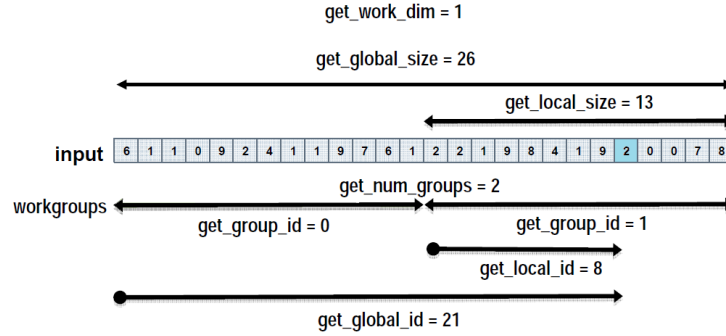 get_work_dim = 1
get_global_size = 26
get_local_size = 13
input 6 1 1 0 9 2 4 1 1 9 7 6 1 2 2 1 9 8 4 1 9 2 0 0 7 8
get_num_groups = 2
workgroups
get_group_id = 0 get_group_id = 1
get_local_id = 8
get_global_id = 21